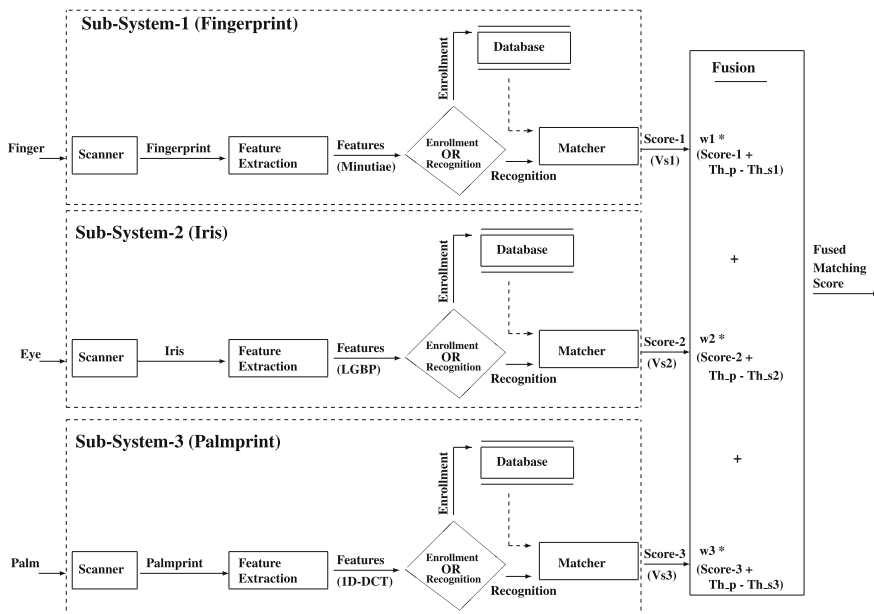 Sub-System-1 (Fingerprint)
Enrollment
Database
Fusion
Finger
Scanner
Fingerprint
Feature
Extraction
Features
(Minutiae)
Enrollment
OR
Recognition
Recognition
Matcher
Score-1
(Vs1)
w1 *
(Score-1 +
Th_p - Th_s1)
+
Sub-System-2 (Iris)
Enrollment
Database
Fused
Matching
Score
Eye
Scanner
Iris
Feature
Extraction
Features
(LGBP)
Enrollment
OR
Recognition
Recognition
Matcher
Score-2
(Vs2)
w2 *
(Score-2 +
Th_p - Th_s2)
+
Sub-System-3 (Palmprint)
Enrollment
Database
Palm
Scanner
Palmprint
Feature
Extraction
Features
(1D-DCT)
Enrollment
OR
Recognition
Recognition
Matcher
Score-3
(Vs3)
w3 *
(Score-3 +
Th_p - Th_s3)